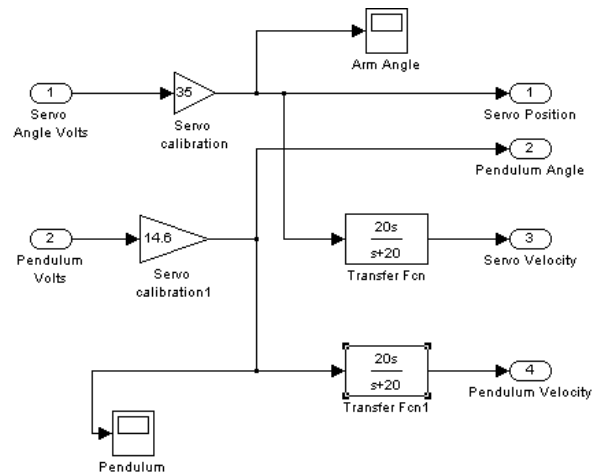 Arm Angle
1
Servo
Angle Volts
35
Servo
calibration
1
Servo Position
2
Pendulum Angle
2
Pendulum
Volts
14.6
Servo
calibration1
20s
s+20
Transfer Fcn
3
Servo Velocity
20s
s+20
Transfer Fcn1
4
Pendulum Velocity
Pendulum